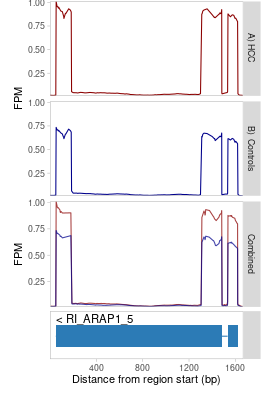 1.00
0.75
0.50
0.25
FPM
A) HCC
1.00
0.75
0.50
0.25
B) Controls
1.00
0.75
0.50
0.25
FPM
Combined
< RI_ARAP1_5
400 800 1200 1600
Distance from region start (bp)